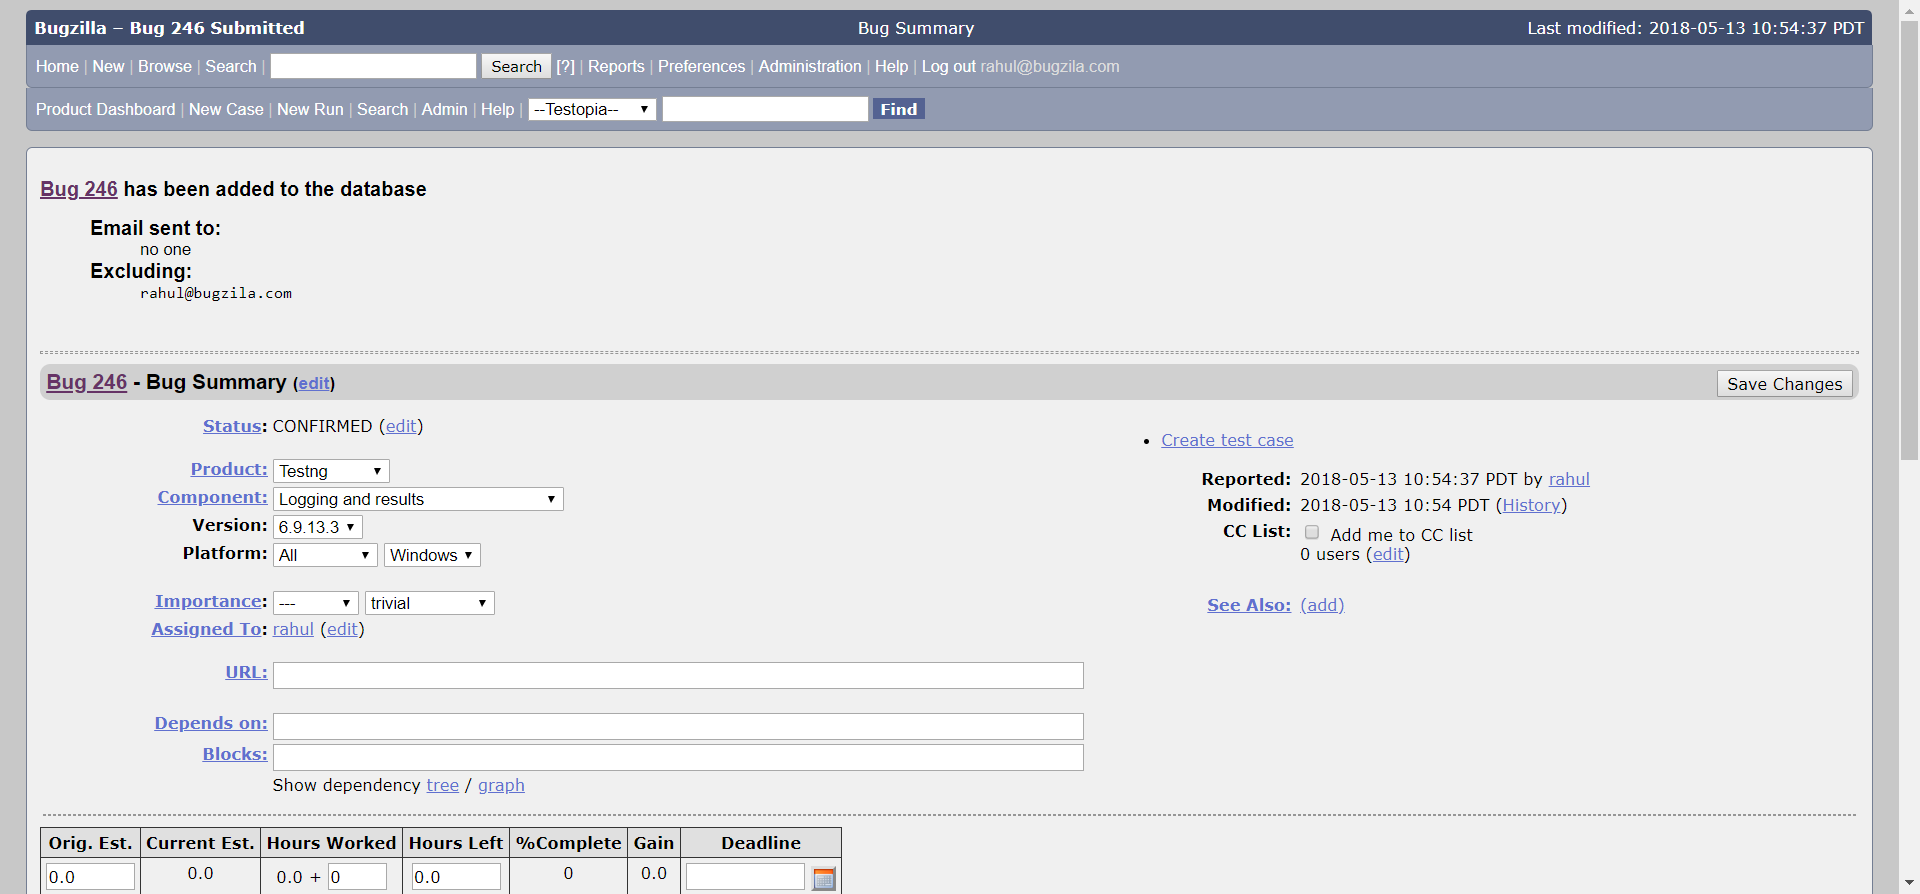 Bugzilla – Bug 246 Submitted Bug Summary Last modified: 2018-05-13 10:54:37 PDT
Home | New | Browse | Search | Search [?] | Reports | Preferences | Administration | Help | Log out rahul@bugzila.com
Product Dashboard | New Case | New Run | Search | Admin | Help | --Testopia-- Find
Bug 246 has been added to the database
Email sent to:
no one
Excluding:
rahul@bugzila.com
Bug 246 - Bug Summary (edit) Save Changes
Status: CONFIRMED (edit)
Product: Testng
Component: Logging and results
Version: 6.9.13.3
Platform: All Windows
Importance: --- trivial
Assigned To: rahul (edit)
URL:
Depends on:
Blocks:
Show dependency tree / graph
Create test case
Reported: 2018-05-13 10:54:37 PDT by rahul
Modified: 2018-05-13 10:54 PDT (History)
CC List: Add me to CC list
0 users (edit)
See Also: (add)
Orig. Est. Current Est. Hours Worked Hours Left %Complete Gain Deadline
0.0 0.0 0.0 + 0 0.0 0 0.0